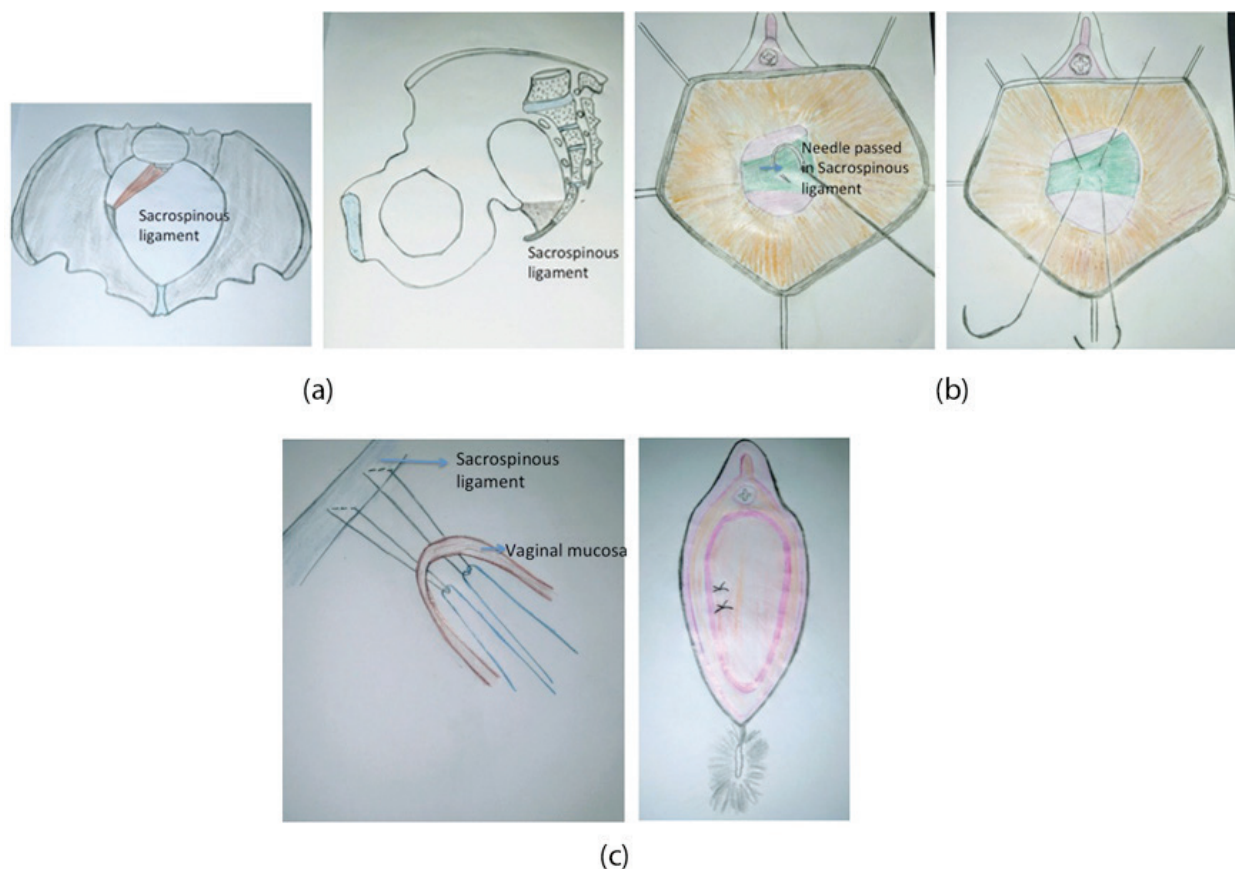 Sacrospinous
ligament
Sacrospinous
ligament
Needle passed
in Sacrospinous
ligament
(a)
(b)
Sacrospinous
ligament
Vaginal mucosa
(c)